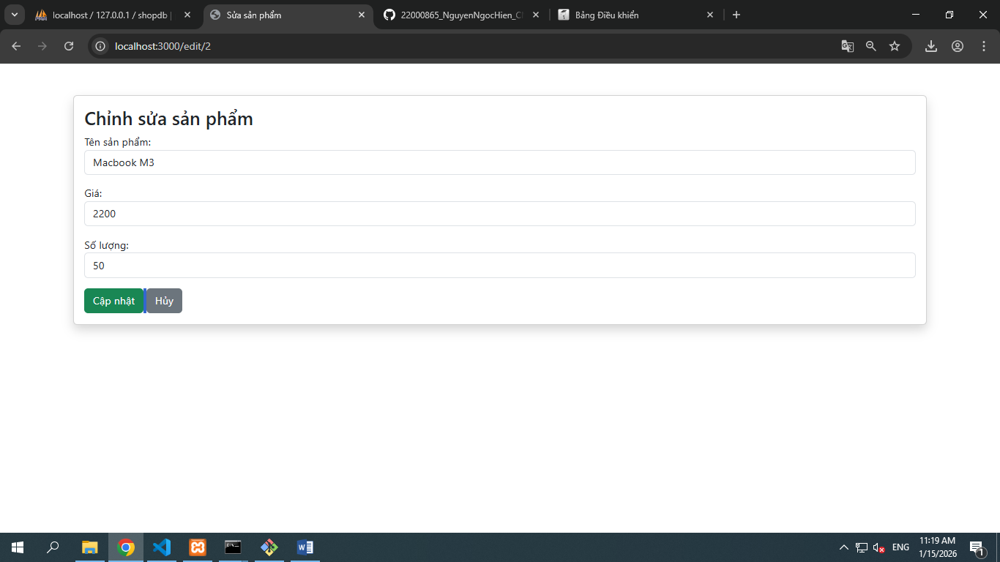 localhost / 127.0.0.1 / shopdb |
Sửa sản phẩm
22000865_NguyenNgocHien_C
Bảng Điều khiển
localhost:3000/edit/2
Chỉnh sửa sản phẩm
Tên sản phẩm:
Macbook M3
Giá:
2200
Số lượng:
50
Cập nhật Hủy
ENG
11:19 AM
1/15/2026
1